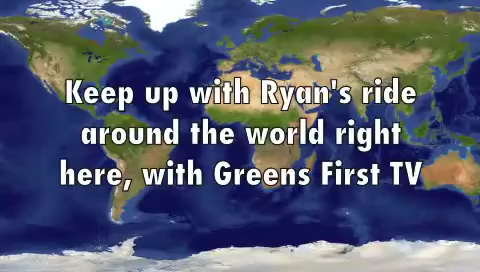 Keep up with Ryan's ride
around the world right
here, with Greens First TV